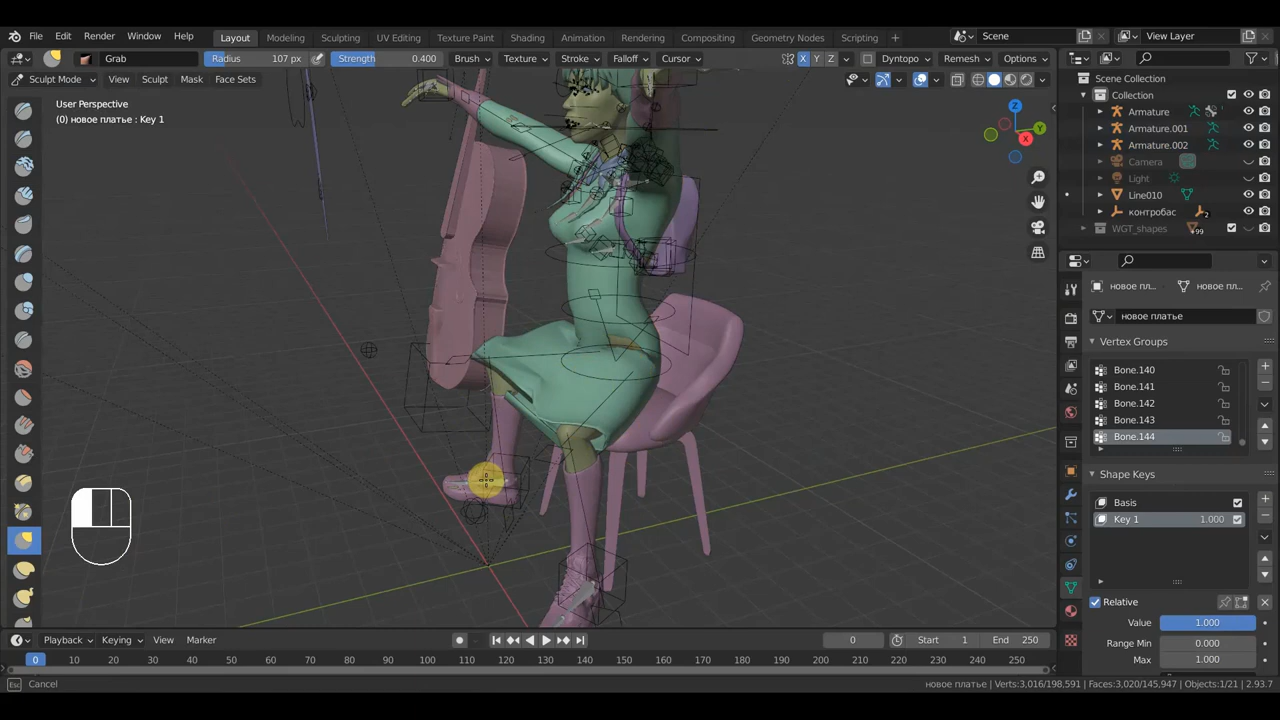 File Edit Render Window Help Layout Modeling Sculpting UV Editing Texture Paint Shading Animation Rendering Compositing Geometry Nodes Scripting + Scene View Layer
Grab Radius 107 px Strength 0.400 Brush Texture Stroke Falloff Cursor X Y Z Dyntopo Remesh Options
Sculpt Mode View Sculpt Mask Face Sets
User Perspective
(0) новое платье : Key 1
Z
Y
X
Scene Collection
Collection
Armature
Armature.001
Armature.002
Camera
Light
Line010
контробас 2
WGT_shapes +99
новое пл... новое пл...
новое платье
Vertex Groups
Bone.140
Bone.141
Bone.142
Bone.143
Bone.144
Shape Keys
Basis
Key 1 1.000
Relative
Value 1.000
Range Min 0.000
Max 1.000
Playback Keying View Marker 0 Start 1 End 250
0 10 20 30 40 50 60 70 80 90 100 110 120 130 140 150 160 170 180 190 200 210 220 230 240 250
Esc Cancel новое платье | Verts:3,016/198,591 | Faces:3,020/145,947 | Objects:1/21 | 2.93.7